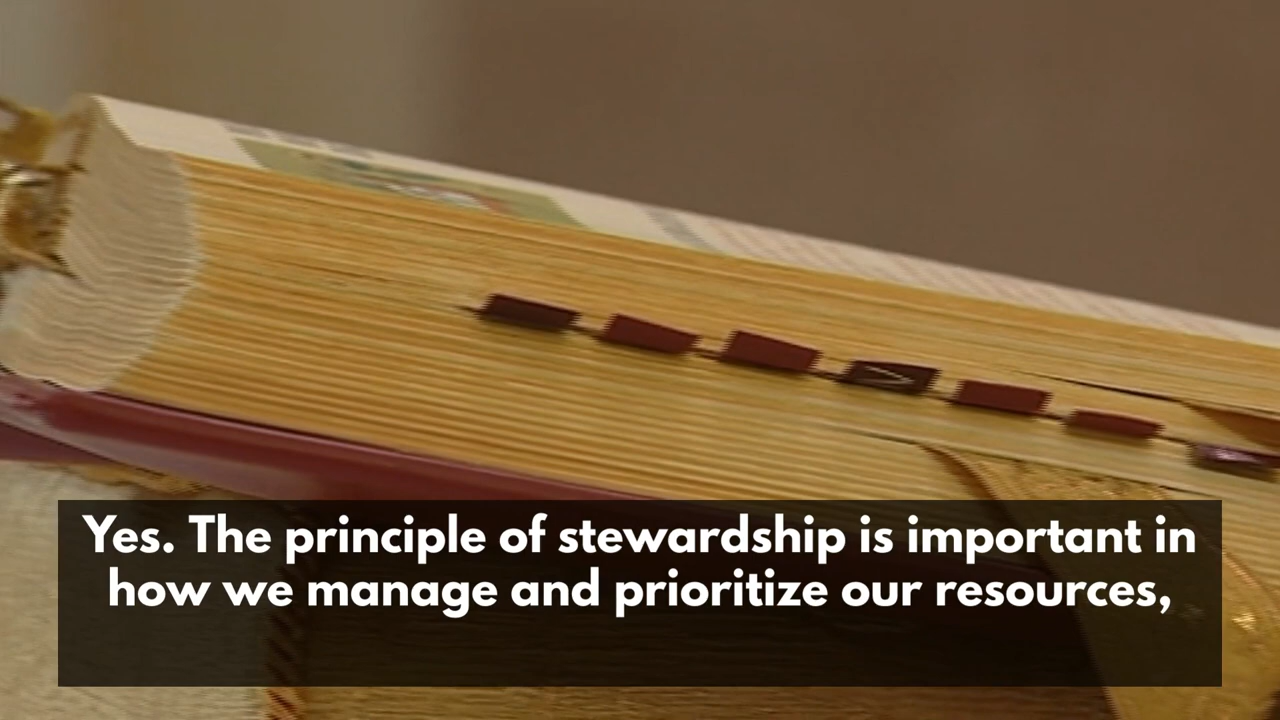 Yes. The principle of stewardship is important in
how we manage and prioritize our resources,